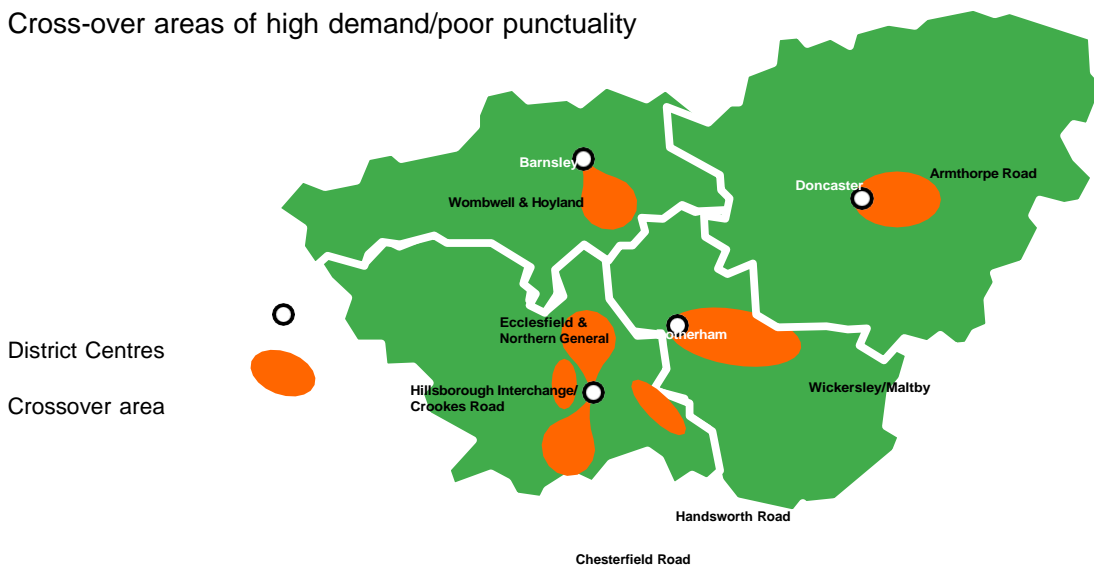 Cross-over areas of high demand/poor punctuality
Barnsley
Wombwell & Hoyland
Doncaster
Armthorpe Road
Ecclesfield &
Northern General
otherham
District Centres
Crossover area
Hillsborough Interchange/
Crookes Road
Wickersley/Maltby
Handsworth Road
Chesterfield Road